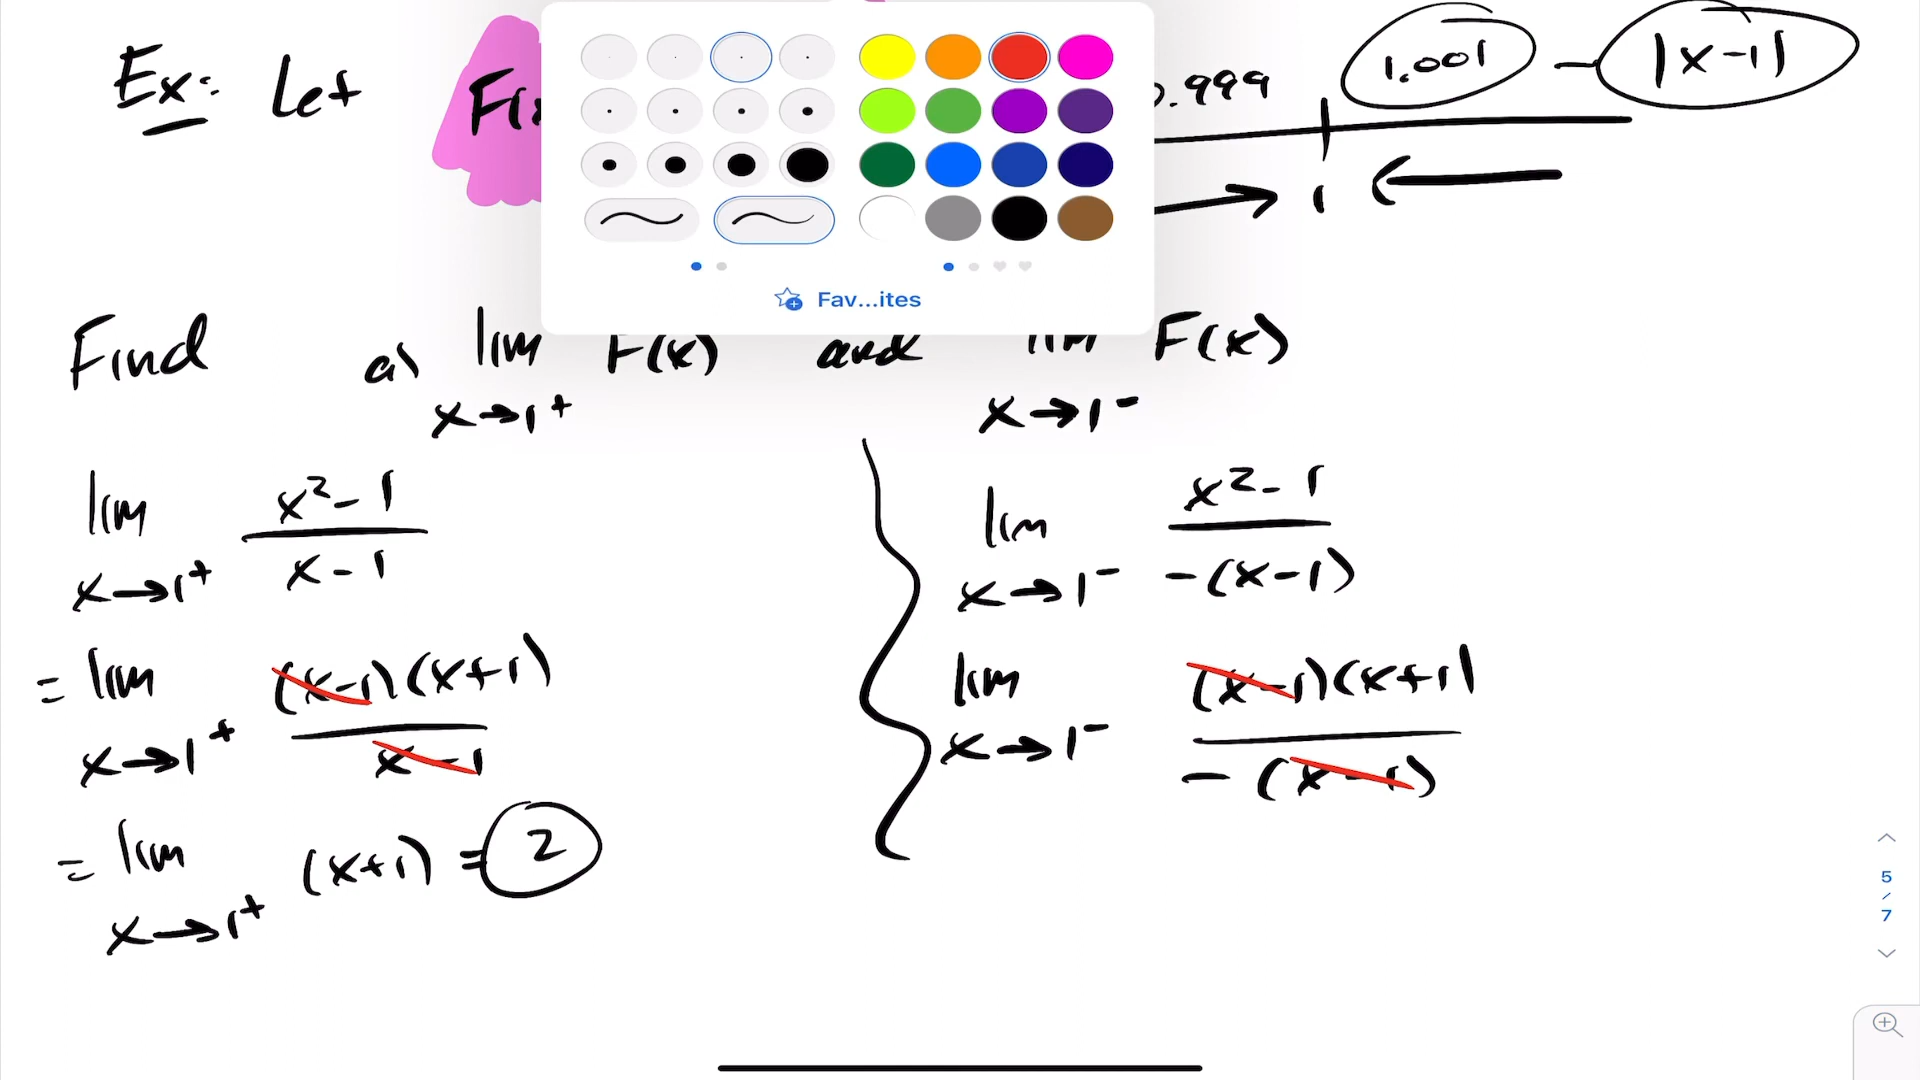 Ex: Let F(x 0.999 1.001 |x-1|
1
Fav...ites
Find as lim F(x) and lim F(x)
x→1⁺ x→1⁻
lim x²-1
x→1⁺ x-1
= lim (x-1)(x+1)
x→1⁺ x-1
= lim (x+1) = 2
x→1⁺
lim x²-1
x→1⁻ -(x-1)
lim (x-1)(x+1)
x→1⁻ -(x-1)
5
/
7